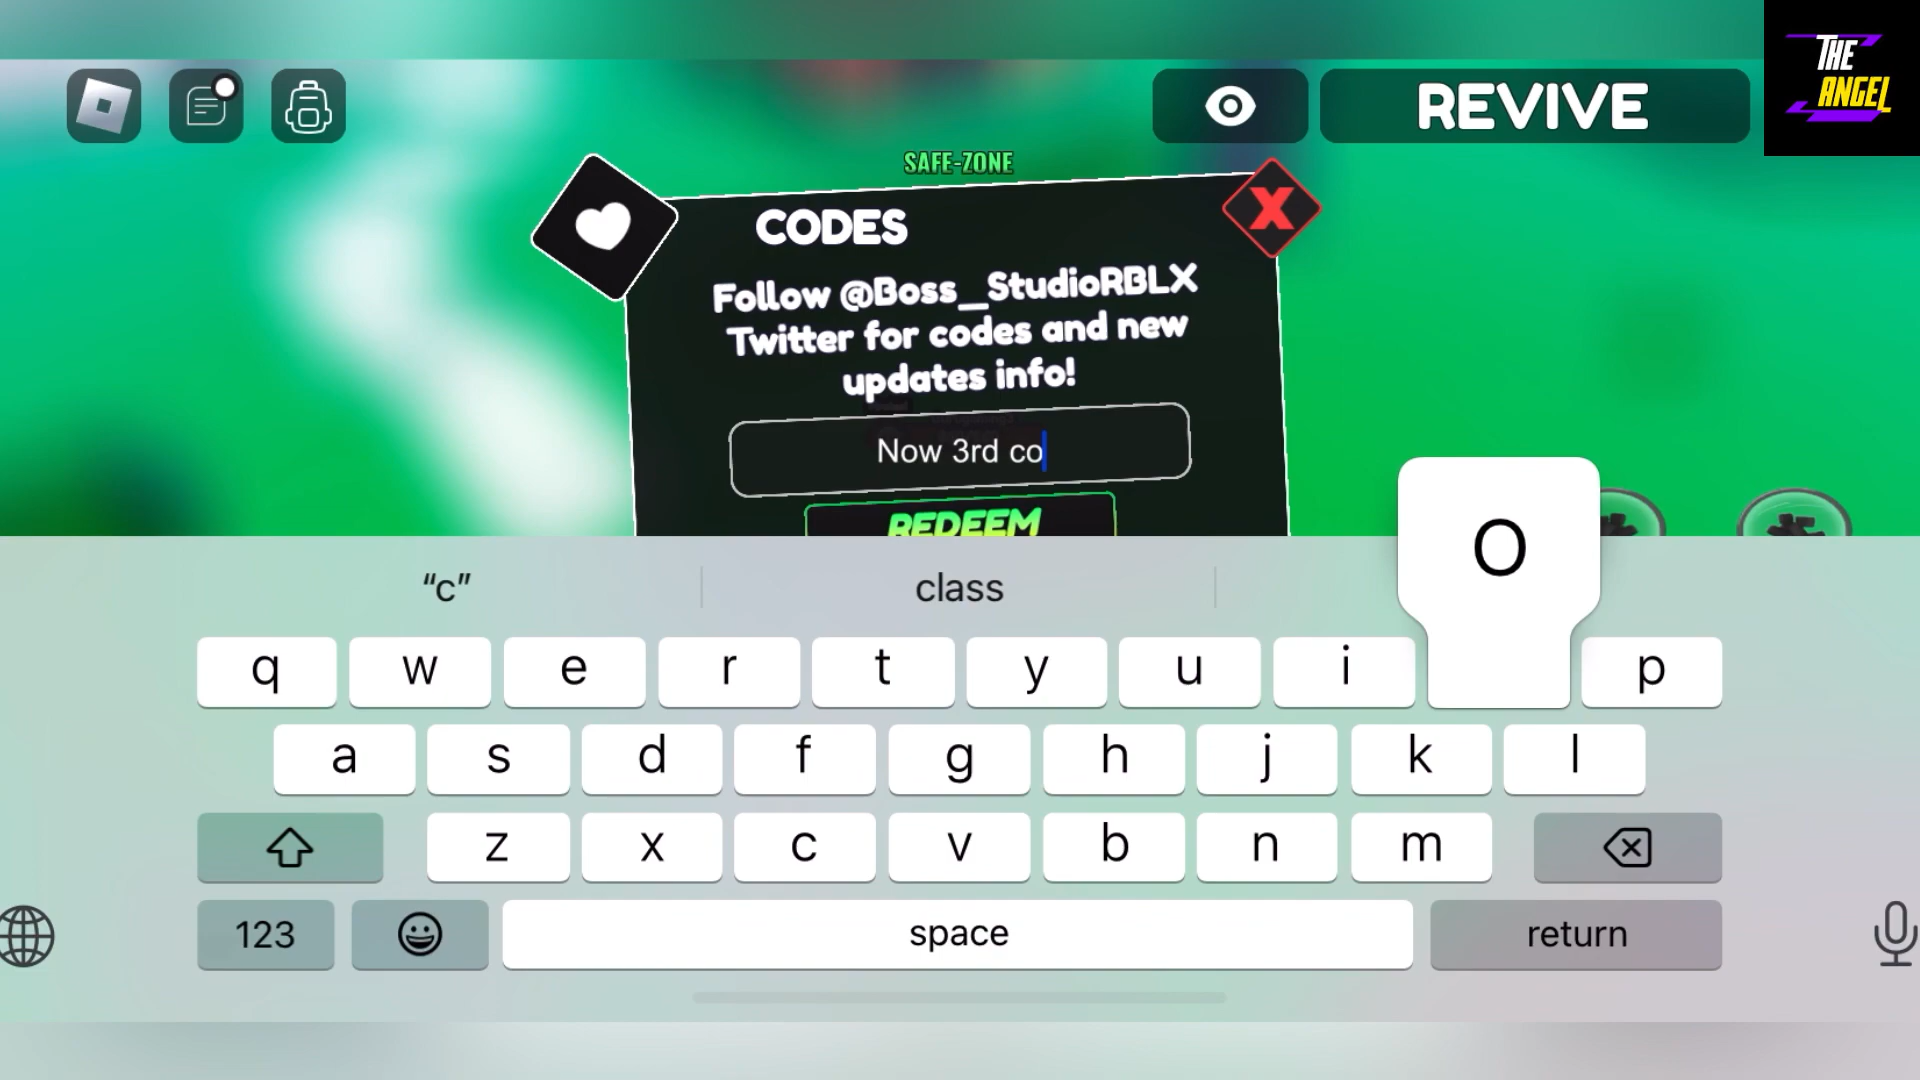 THE
ANGEL
REVIVE
SAFE-ZONE
CODES
Follow @Boss_StudioRBLX
Twitter for codes and new
updates info!
Now 3rd co
REDEEM
“c”
class
O
q w e r t y u i p
a s d f g h j k l
z x c v b n m
123
space
return